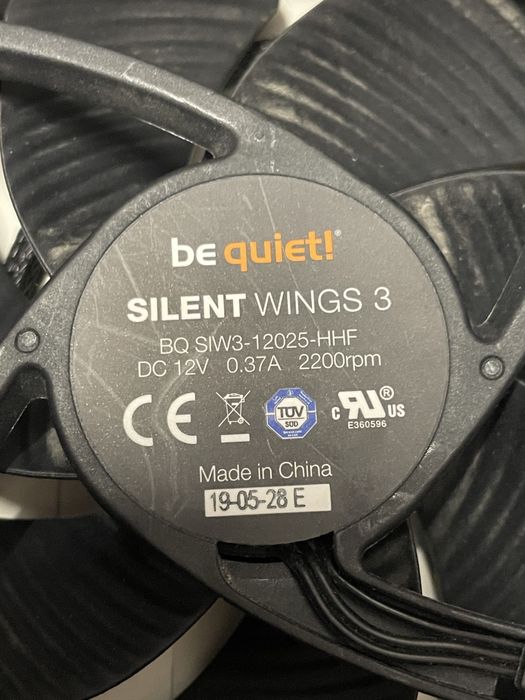 be quiet!®
SILENT WINGS 3
BQ SIW3-12025-HHF
DC 12V 0.37A 2200rpm
CE TÜV SÜD c RU® US
E360596
Made in China
19-05-28 E